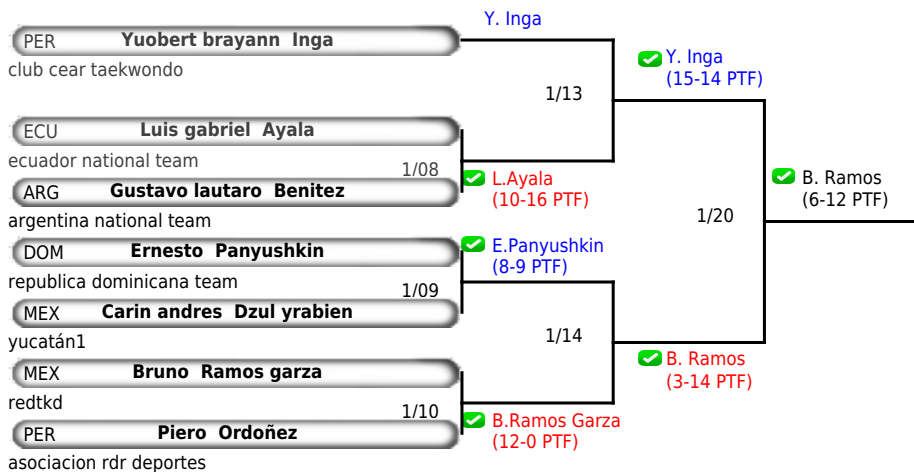 Y. Inga
PER Yuobert brayann Inga
club cear taekwondo
Y. Inga
(15-14 PTF)
1/13
ECU Luis gabriel Ayala
ecuador national team
1/08
ARG Gustavo lautaro Benitez
argentina national team
L.Ayala
(10-16 PTF)
B. Ramos
(6-12 PTF)
1/20
DOM Ernesto Panyushkin
republica dominicana team
E.Panyushkin
(8-9 PTF)
1/09
MEX Carin andres Dzul yrabien
yucatán1
1/14
MEX Bruno Ramos garza
redtkd
B. Ramos
(3-14 PTF)
1/10
PER Piero Ordoñez
asociacion rdr deportes
B.Ramos Garza
(12-0 PTF)